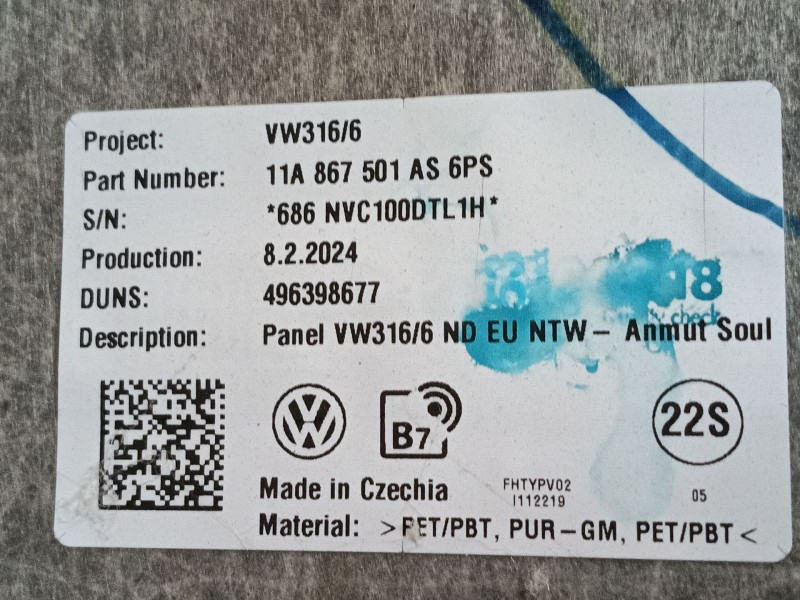 Project: VW316/6
Part Number: 11A 867 501 AS 6PS
S/N: *686 NVC100DTL1H*
Production: 8.2.2024
DUNS: 496398677
Description: Panel VW316/6 ND EU NTW– Anmut Soul
18
check
B7
22S
Made in Czechia
FHTYPV02
I112219
05
Material: >PET/PBT, PUR–GM, PET/PBT<